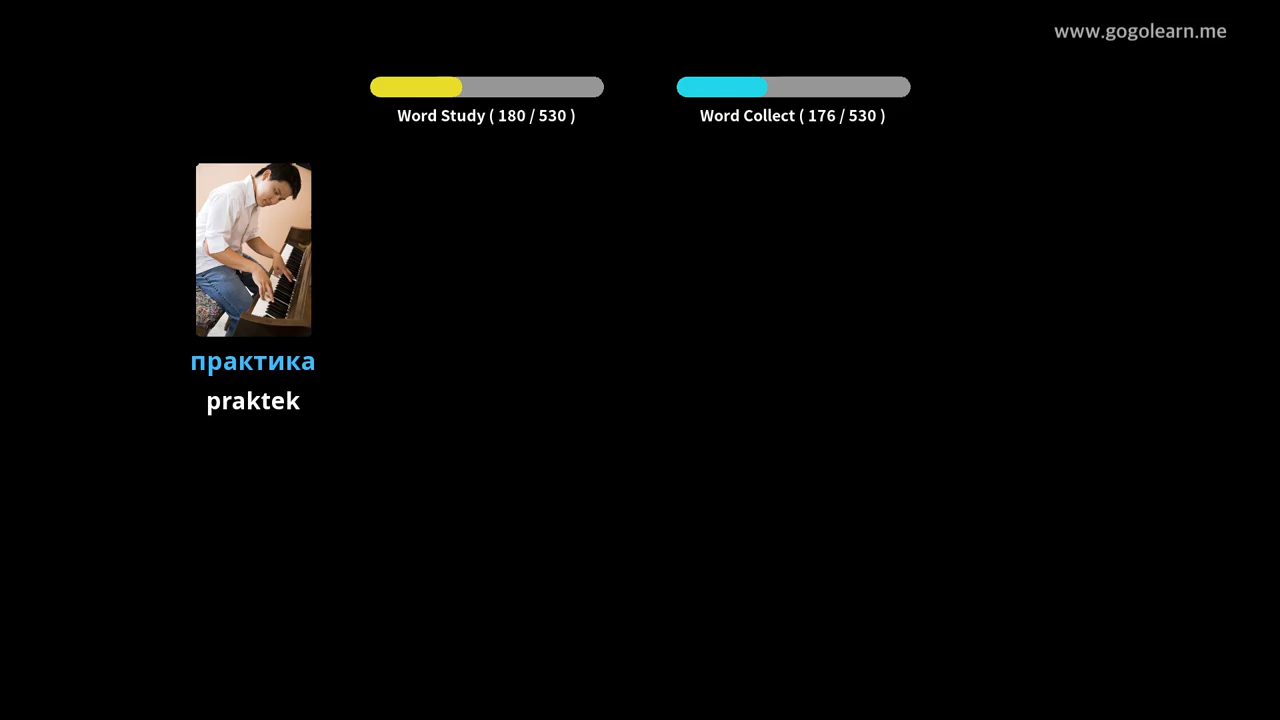 www.gogolearn.me
Word Study ( 180 / 530 )
Word Collect ( 176 / 530 )
практика
praktek